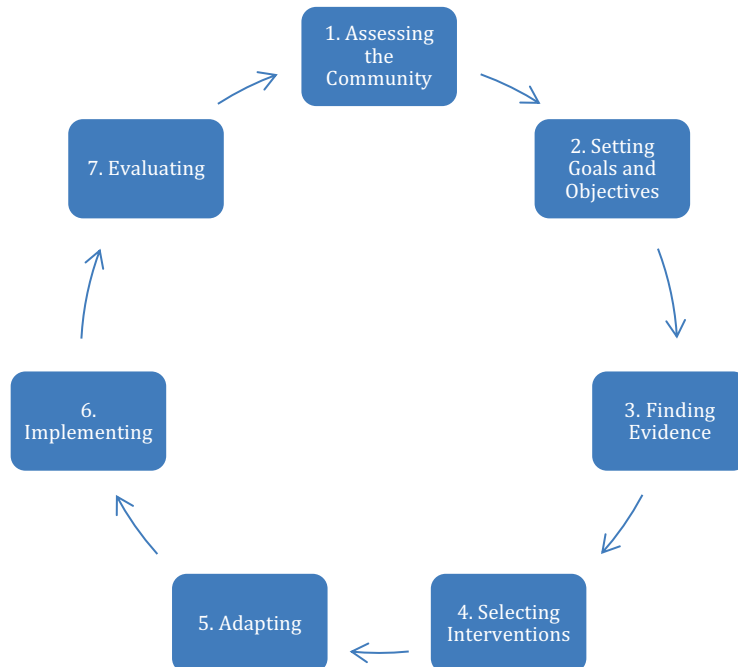 1. Assessing
the
Community
2. Setting
Goals and
Objectives
3. Finding
Evidence
4. Selecting
Interventions
5. Adapting
6.
Implementing
7. Evaluating